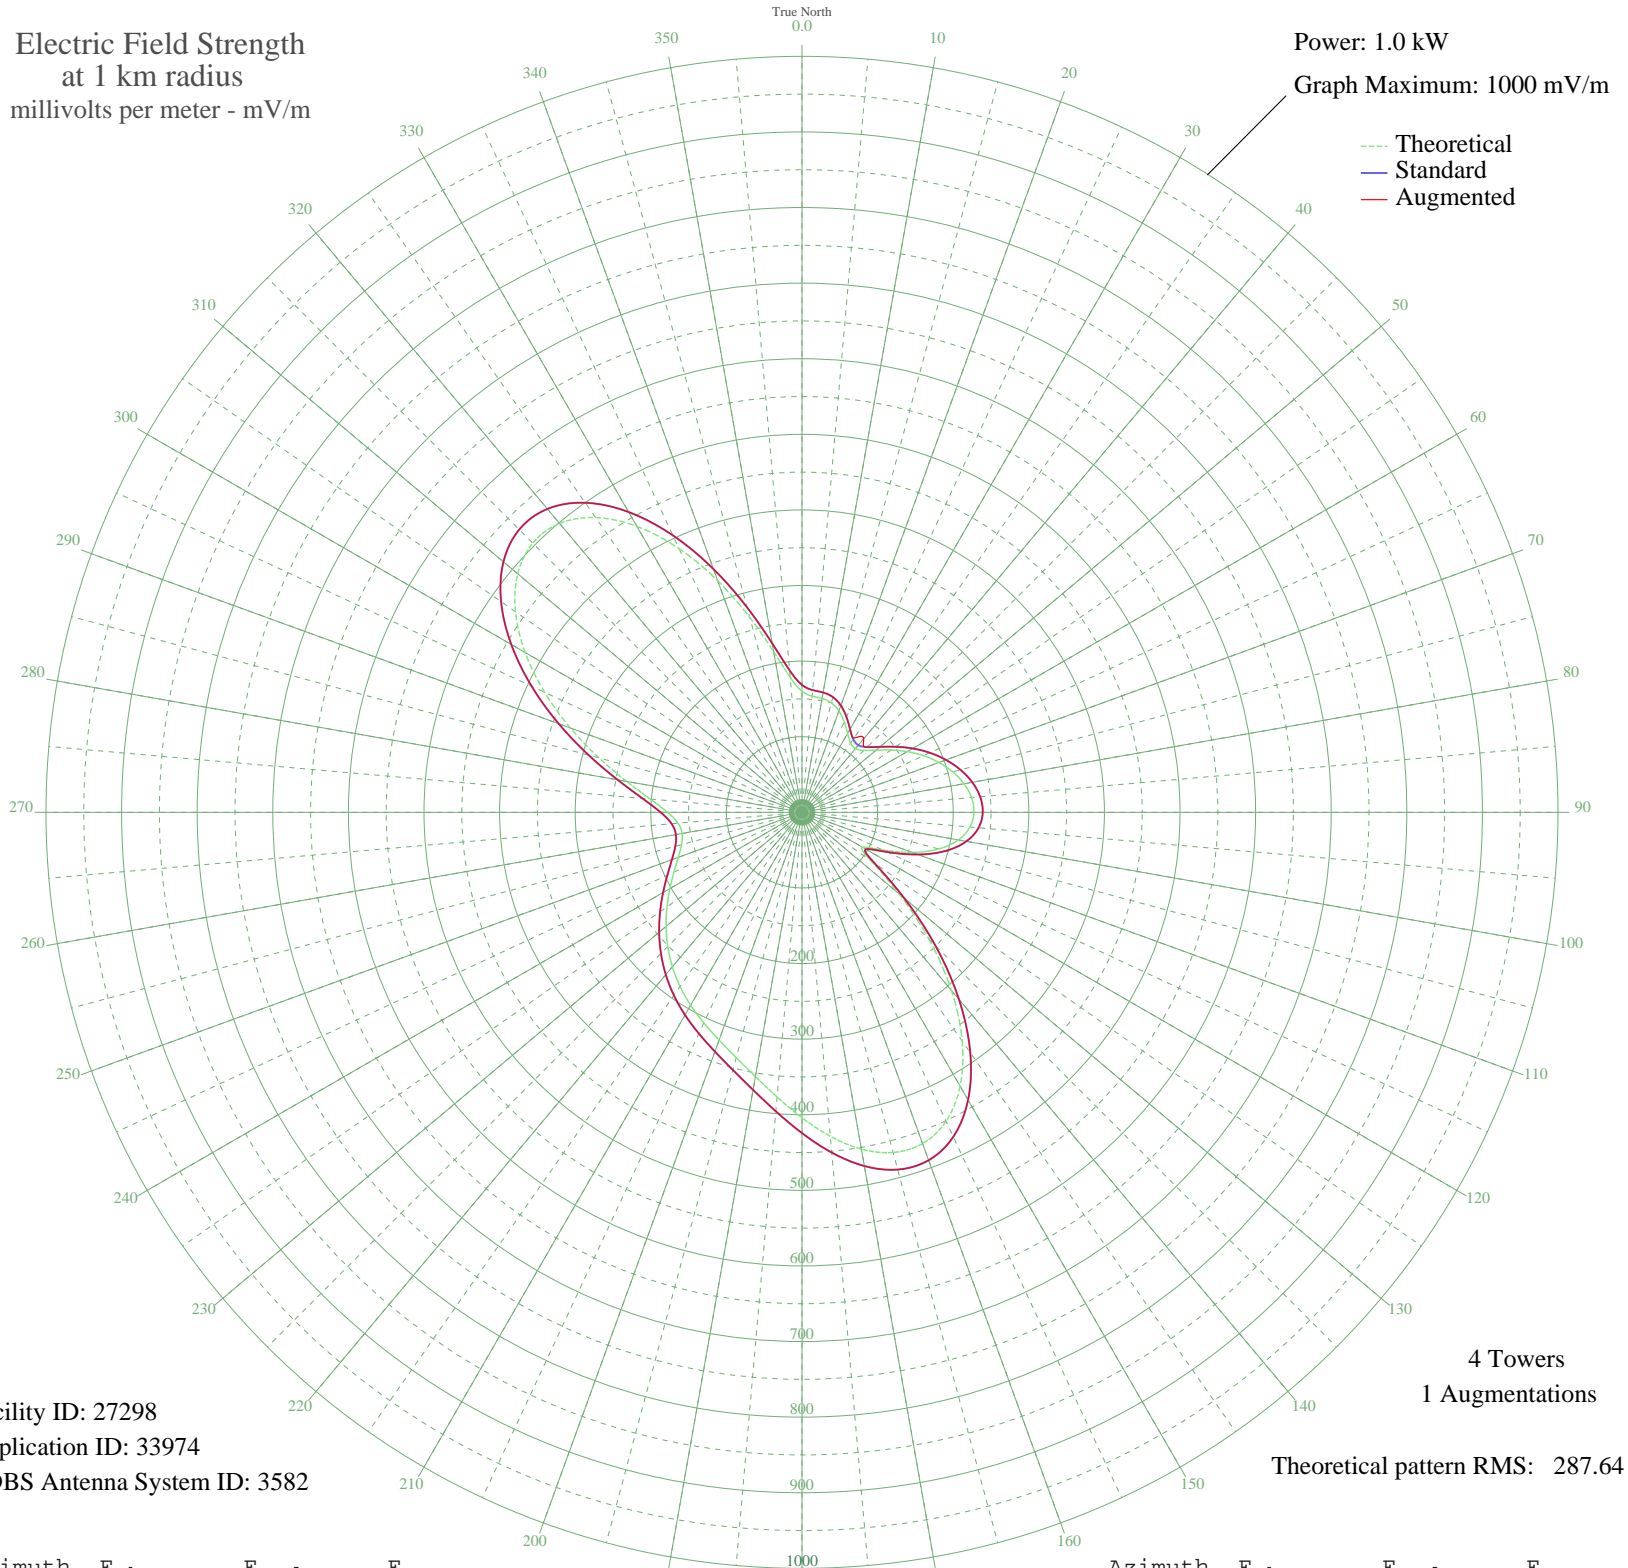 True North
0.0
Electric Field Strength
at 1 km radius
millivolts per meter - mV/m
Power: 1.0 kW
Graph Maximum: 1000 mV/m
Theoretical
Standard
Augmented
10
20
30
40
50
60
70
80
90
100
110
120
130
140
150
160
200
210
220
230
240
250
260
270
280
290
300
310
320
330
340
350
200
300
400
500
600
700
800
900
1000
4 Towers
1 Augmentations
Theoretical pattern RMS: 287.64
cility ID: 27298
plication ID: 33974
DBS Antenna System ID: 3582